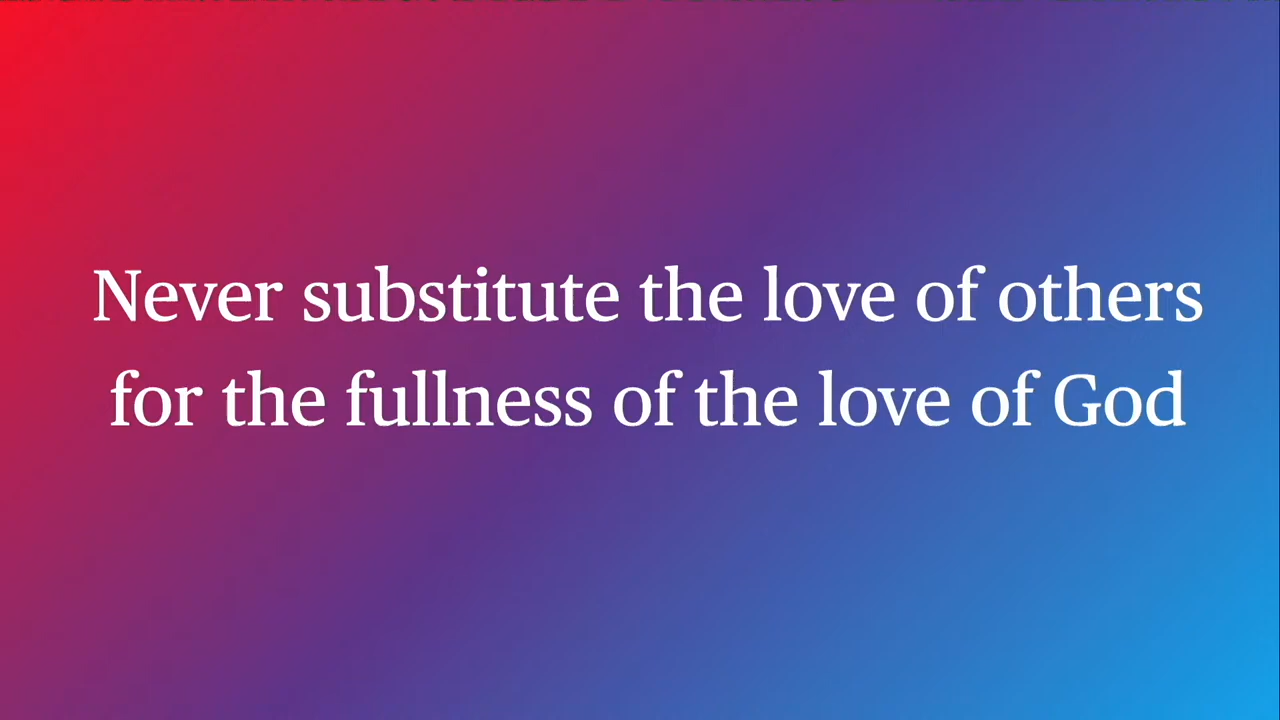 Never substitute the love of others
for the fullness of the love of God